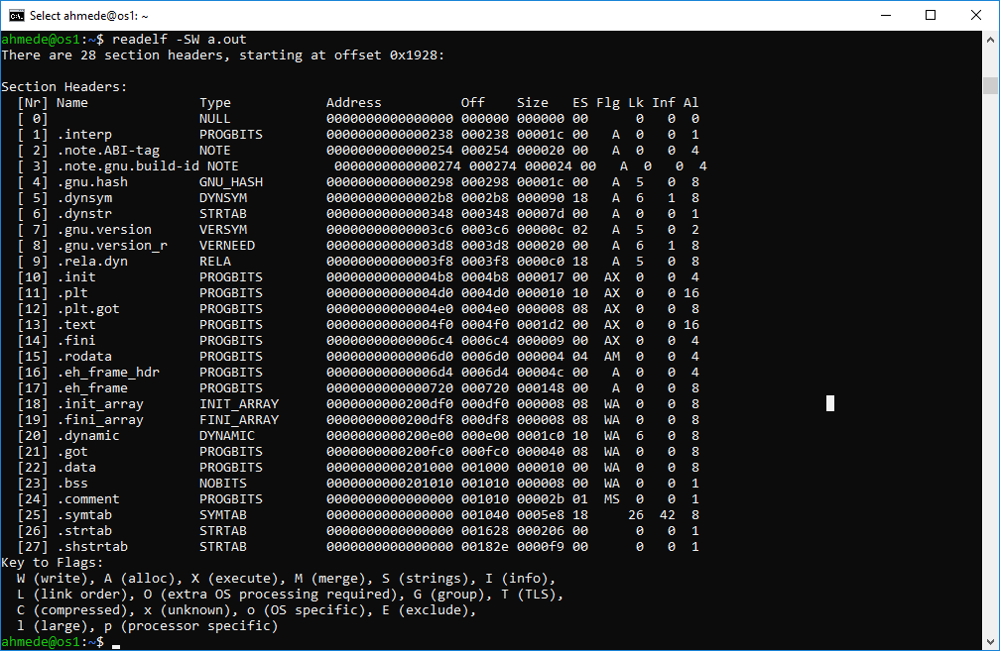 Select ahmede@os1: ~
ahmede@os1:~$ readelf -SW a.out
There are 28 section headers, starting at offset 0x1928:
Section Headers:
[Nr] Name Type Address Off Size ES Flg Lk Inf Al
[ 0] NULL 0000000000000000 000000 000000 00 0 0 0
[ 1] .interp PROGBITS 0000000000000238 000238 00001c 00 A 0 0 1
[ 2] .note.ABI-tag NOTE 0000000000000254 000254 000020 00 A 0 0 4
[ 3] .note.gnu.build-id NOTE 0000000000000274 000274 000024 00 A 0 0 4
[ 4] .gnu.hash GNU_HASH 0000000000000298 000298 00001c 00 A 5 0 8
[ 5] .dynsym DYNSYM 00000000000002b8 0002b8 000090 18 A 6 1 8
[ 6] .dynstr STRTAB 0000000000000348 000348 00007d 00 A 0 0 1
[ 7] .gnu.version VERSYM 00000000000003c6 0003c6 00000c 02 A 5 0 2
[ 8] .gnu.version_r VERNEED 00000000000003d8 0003d8 000020 00 A 6 1 8
[ 9] .rela.dyn RELA 00000000000003f8 0003f8 0000c0 18 A 5 0 8
[10] .init PROGBITS 00000000000004b8 0004b8 000017 00 AX 0 0 4
[11] .plt PROGBITS 00000000000004d0 0004d0 000010 10 AX 0 0 16
[12] .plt.got PROGBITS 00000000000004e0 0004e0 000008 08 AX 0 0 8
[13] .text PROGBITS 00000000000004f0 0004f0 0001d2 00 AX 0 0 16
[14] .fini PROGBITS 00000000000006c4 0006c4 000009 00 AX 0 0 4
[15] .rodata PROGBITS 00000000000006d0 0006d0 000004 04 AM 0 0 4
[16] .eh_frame_hdr PROGBITS 00000000000006d4 0006d4 00004c 00 A 0 0 4
[17] .eh_frame PROGBITS 0000000000000720 000720 000148 00 A 0 0 8
[18] .init_array INIT_ARRAY 0000000000200df0 000df0 000008 08 WA 0 0 8
[19] .fini_array FINI_ARRAY 0000000000200df8 000df8 000008 08 WA 0 0 8
[20] .dynamic DYNAMIC 0000000000200e00 000e00 0001c0 10 WA 6 0 8
[21] .got PROGBITS 0000000000200fc0 000fc0 000040 08 WA 0 0 8
[22] .data PROGBITS 0000000000201000 001000 000010 00 WA 0 0 8
[23] .bss NOBITS 0000000000201010 001010 000008 00 WA 0 0 1
[24] .comment PROGBITS 0000000000000000 001010 00002b 01 MS 0 0 1
[25] .symtab SYMTAB 0000000000000000 001040 0005e8 18 26 42 8
[26] .strtab STRTAB 0000000000000000 001628 000206 00 0 0 1
[27] .shstrtab STRTAB 0000000000000000 00182e 0000f9 00 0 0 1
Key to Flags:
W (write), A (alloc), X (execute), M (merge), S (strings), I (info),
L (link order), O (extra OS processing required), G (group), T (TLS),
C (compressed), x (unknown), o (OS specific), E (exclude),
l (large), p (processor specific)
ahmede@os1:~$